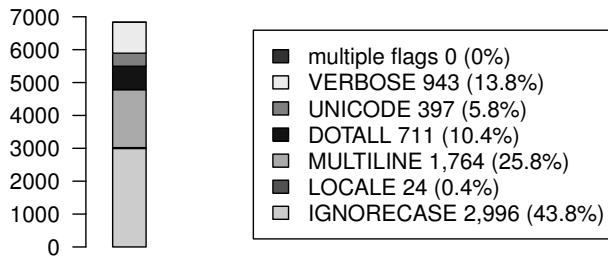 7000
6000
5000
4000
3000
2000
1000
0
multiple flags 0 (0%)
VERBOSE 943 (13.8%)
UNICODE 397 (5.8%)
DOTALL 711 (10.4%)
MULTILINE 1,764 (25.8%)
LOCALE 24 (0.4%)
IGNORECASE 2,996 (43.8%)